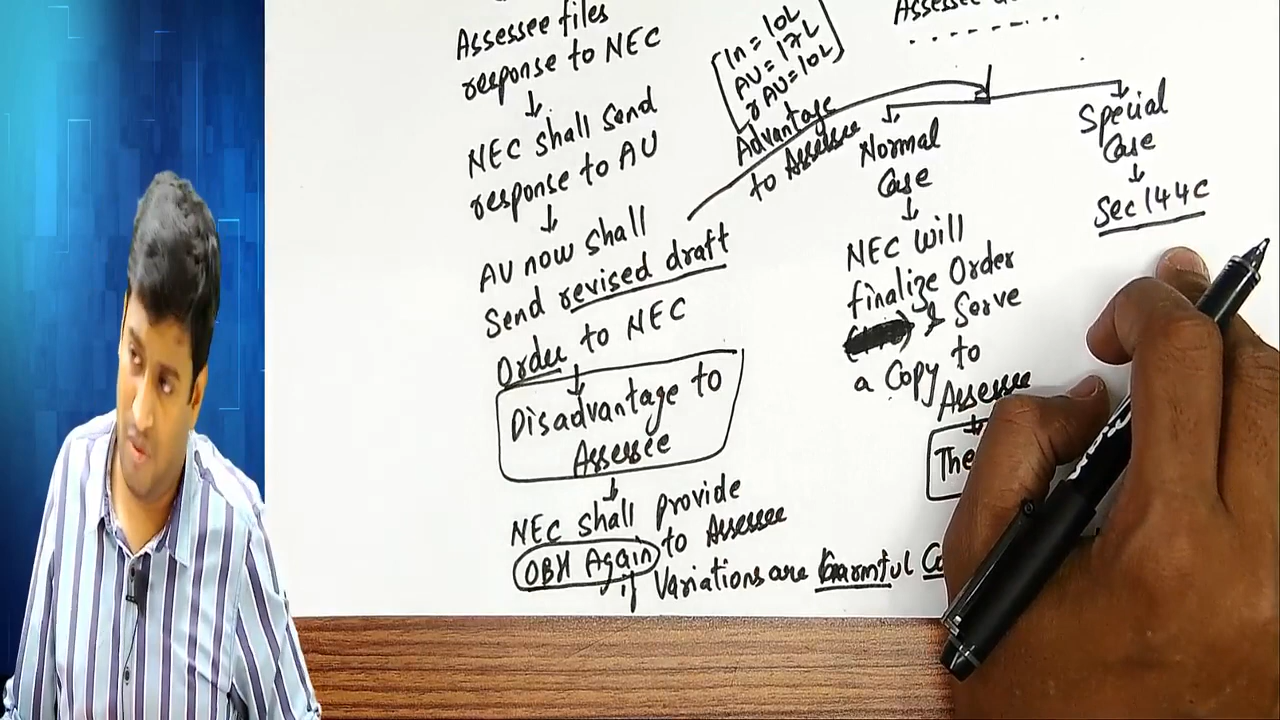 Assessee files
response to NEC
NEC shall send
response to AU
AU now shall
Send revised draft
Order to NEC
Disadvantage to
Assessee
NEC shall provide
OBH Again to Assessee
if Variations are harmful
In = 10L
AU = 17L
r AU = 10L
Advantage
to Assessee
Assessee
Normal
Case
NEC will
finalize Order
& Serve
a Copy to
Assessee
The
Special
Case
Sec 144C